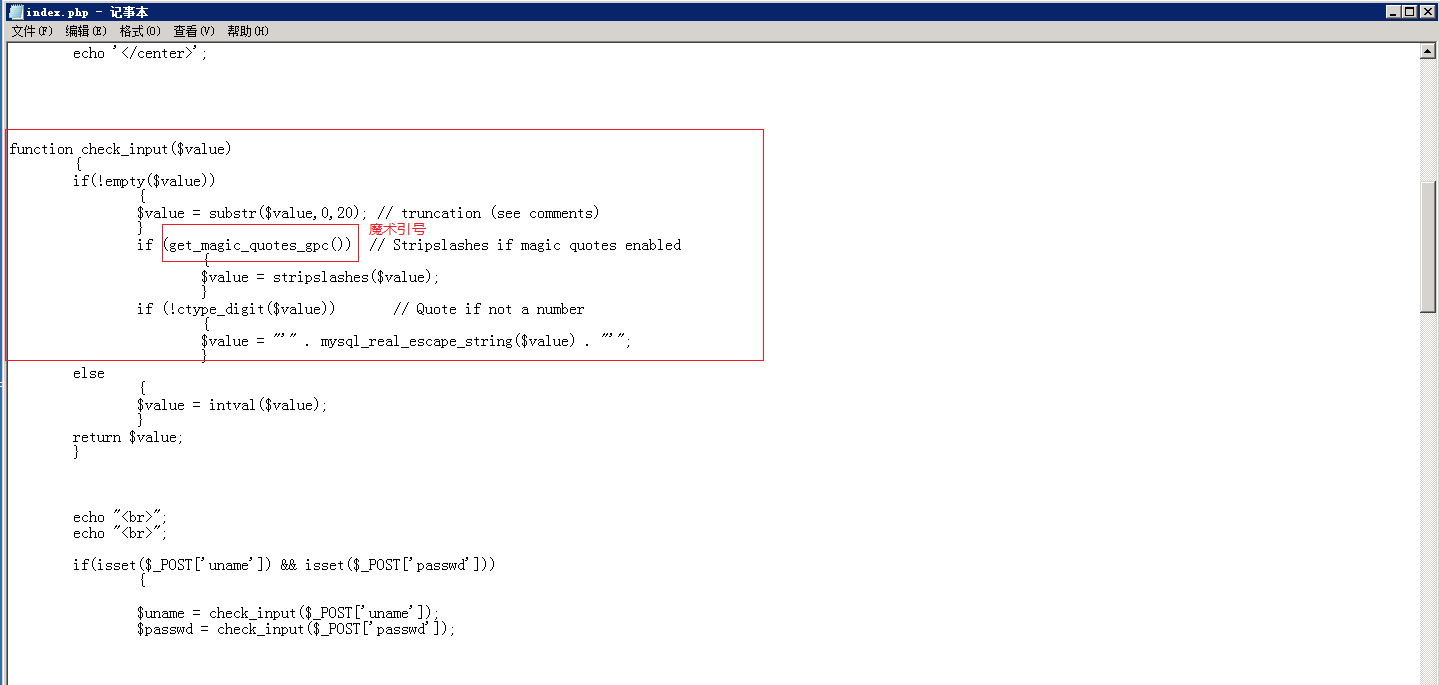 index.php - 记事本
文件(F) 编辑(E) 格式(O) 查看(V) 帮助(H)
echo '</center>';
function check_input($value)
{
if(!empty($value))
{
$value = substr($value,0,20); // truncation (see comments)
}
魔术引号
if (get_magic_quotes_gpc()) // Stripslashes if magic quotes enabled
{
$value = stripslashes($value);
}
if (!ctype_digit($value)) // Quote if not a number
{
$value = "'" . mysql_real_escape_string($value) . "'";
}
else
{
$value = intval($value);
}
return $value;
}
echo "<br>";
echo "<br>";
if(isset($_POST['uname']) && isset($_POST['passwd']))
{
$uname = check_input($_POST['uname']);
$passwd = check_input($_POST['passwd']);